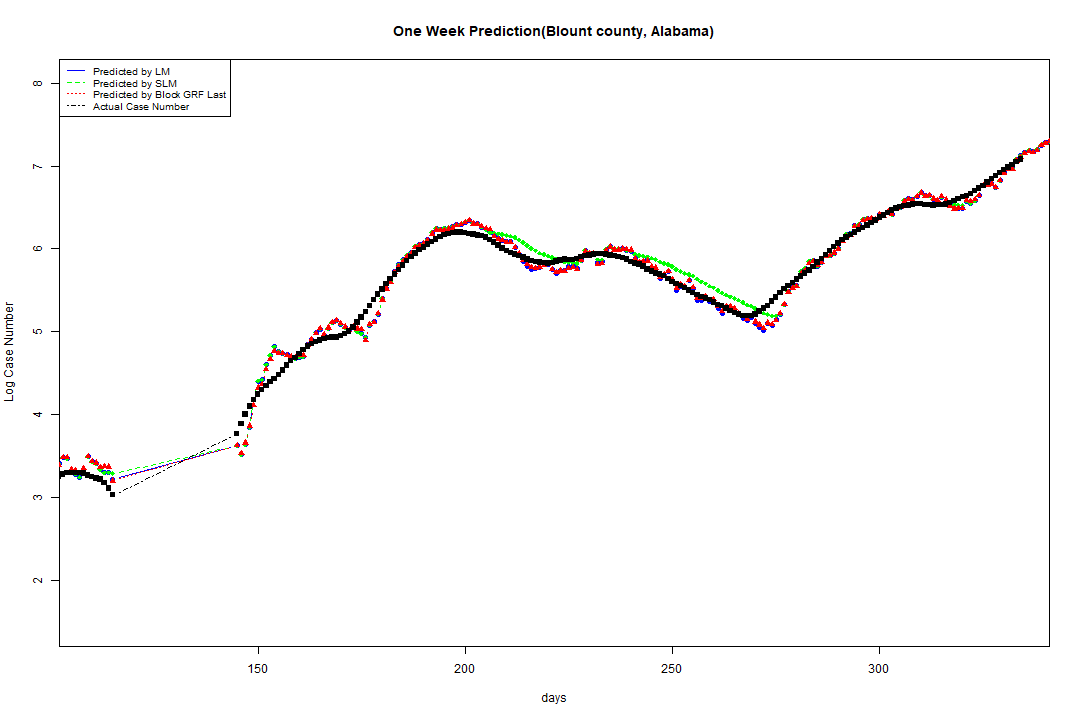 One Week Prediction(Blount county, Alabama)
Predicted by LM
Predicted by SLM
Predicted by Block GRF Last
Actual Case Number
8
7
6
5
4
3
2
Log Case Number
150 200 250 300
days